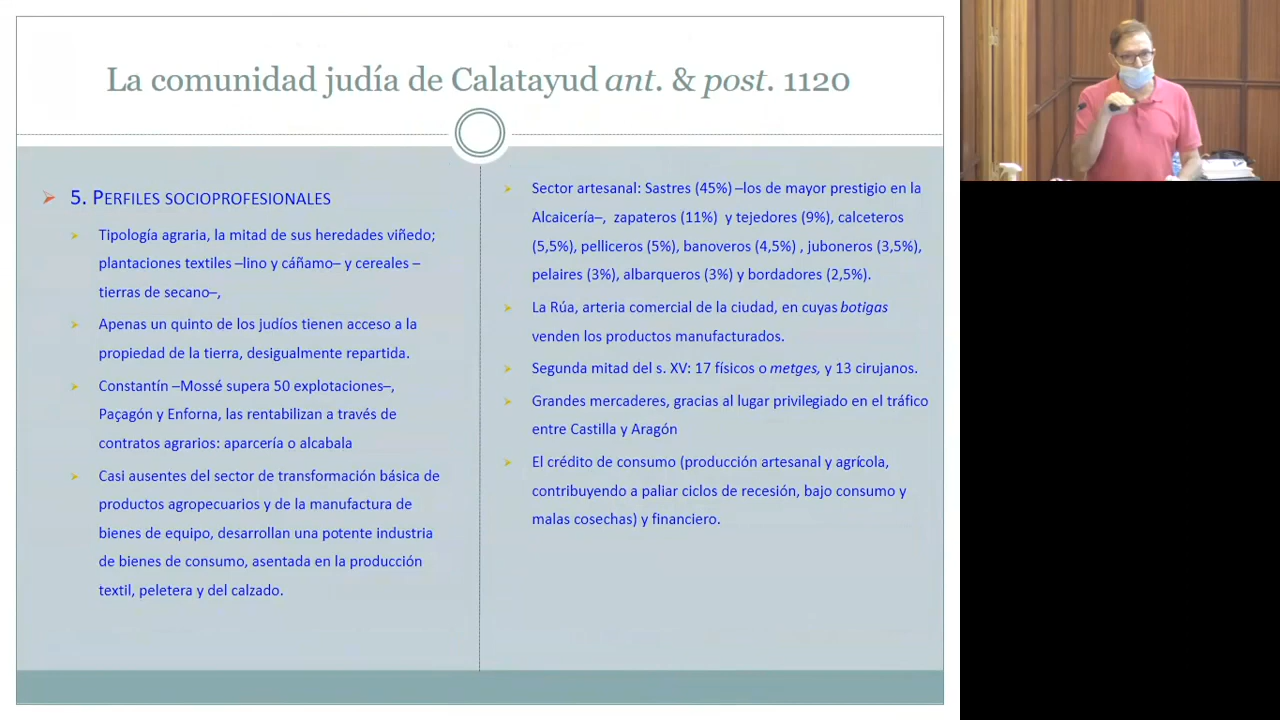 La comunidad judía de Calatayud ant. & post. 1120
5. PERFILES SOCIOPROFESIONALES
Tipología agraria, la mitad de sus heredades viñedo;
plantaciones textiles –lino y cáñamo– y cereales –
tierras de secano–,
Apenas un quinto de los judíos tienen acceso a la
propiedad de la tierra, desigualmente repartida.
Constantín –Mossé supera 50 explotaciones–,
Paçagón y Enforna, las rentabilizan a través de
contratos agrarios: aparcería o alcabala
Casi ausentes del sector de transformación básica de
productos agropecuarios y de la manufactura de
bienes de equipo, desarrollan una potente industria
de bienes de consumo, asentada en la producción
textil, peletera y del calzado.
Sector artesanal: Sastres (45%) –los de mayor prestigio en la
Alcaicería–, zapateros (11%) y tejedores (9%), calceteros
(5,5%), pelliceros (5%), banoveros (4,5%) , juboneros (3,5%),
pelaires (3%), albarqueros (3%) y bordadores (2,5%).
La Rúa, arteria comercial de la ciudad, en cuyas botigas
venden los productos manufacturados.
Segunda mitad del s. XV: 17 físicos o metges, y 13 cirujanos.
Grandes mercaderes, gracias al lugar privilegiado en el tráfico
entre Castilla y Aragón
El crédito de consumo (producción artesanal y agrícola,
contribuyendo a paliar ciclos de recesión, bajo consumo y
malas cosechas) y financiero.